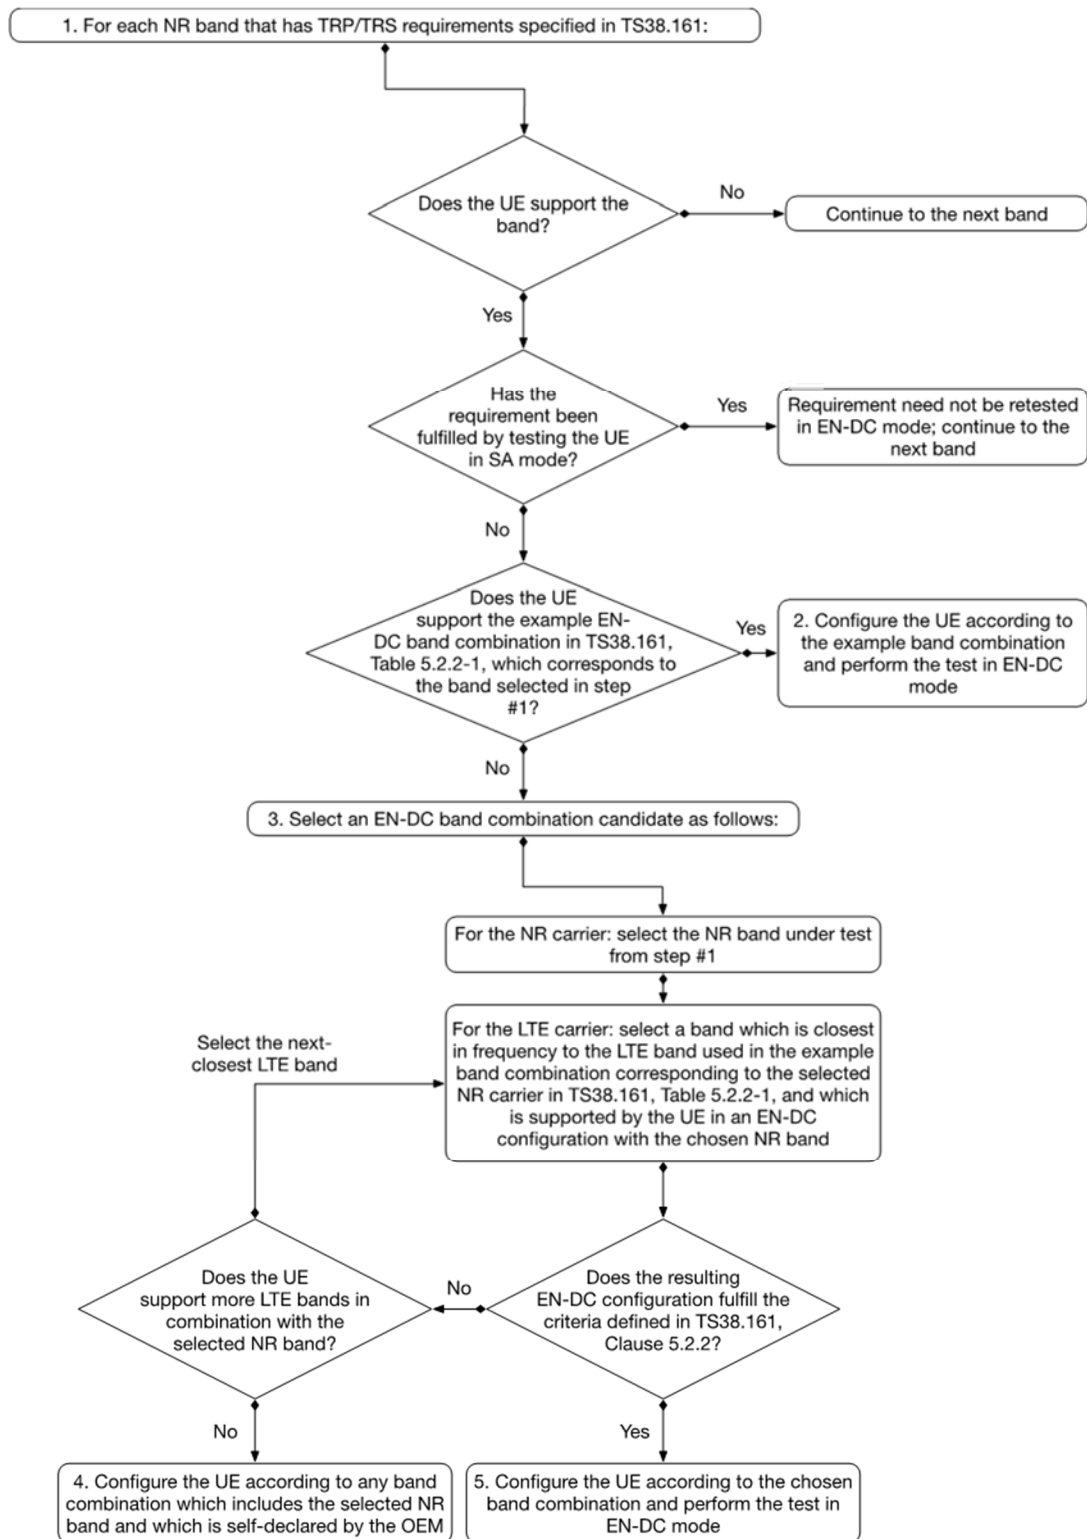 1. For each NR band that has TRP/TRS requirements specified in TS38.161:
Does the UE support the
band?
No
Continue to the next band
Yes
Has the
requirement been
fulfilled by testing the UE
in SA mode?
Yes
Requirement need not be retested
in EN-DC mode; continue to the
next band
No
Does the UE
support the example EN-
DC band combination in TS38.161,
Table 5.2.2-1, which corresponds to
the band selected in step
#1?
Yes
2. Configure the UE according to
the example band combination
and perform the test in EN-DC
mode
No
3. Select an EN-DC band combination candidate as follows:
For the NR carrier: select the NR band under test
from step #1
For the LTE carrier: select a band which is closest
in frequency to the LTE band used in the example
band combination corresponding to the selected
NR carrier in TS38.161, Table 5.2.2-1, and which
is supported by the UE in an EN-DC
configuration with the chosen NR band
Select the next-
closest LTE band
Does the resulting
EN-DC configuration fulfill the
criteria defined in TS38.161,
Clause 5.2.2?
No
Does the UE
support more LTE bands in
combination with the
selected NR band?
No
Yes
4. Configure the UE according to any band
combination which includes the selected NR
band and which is self-declared by the OEM
5. Configure the UE according to the chosen
band combination and perform the test in
EN-DC mode